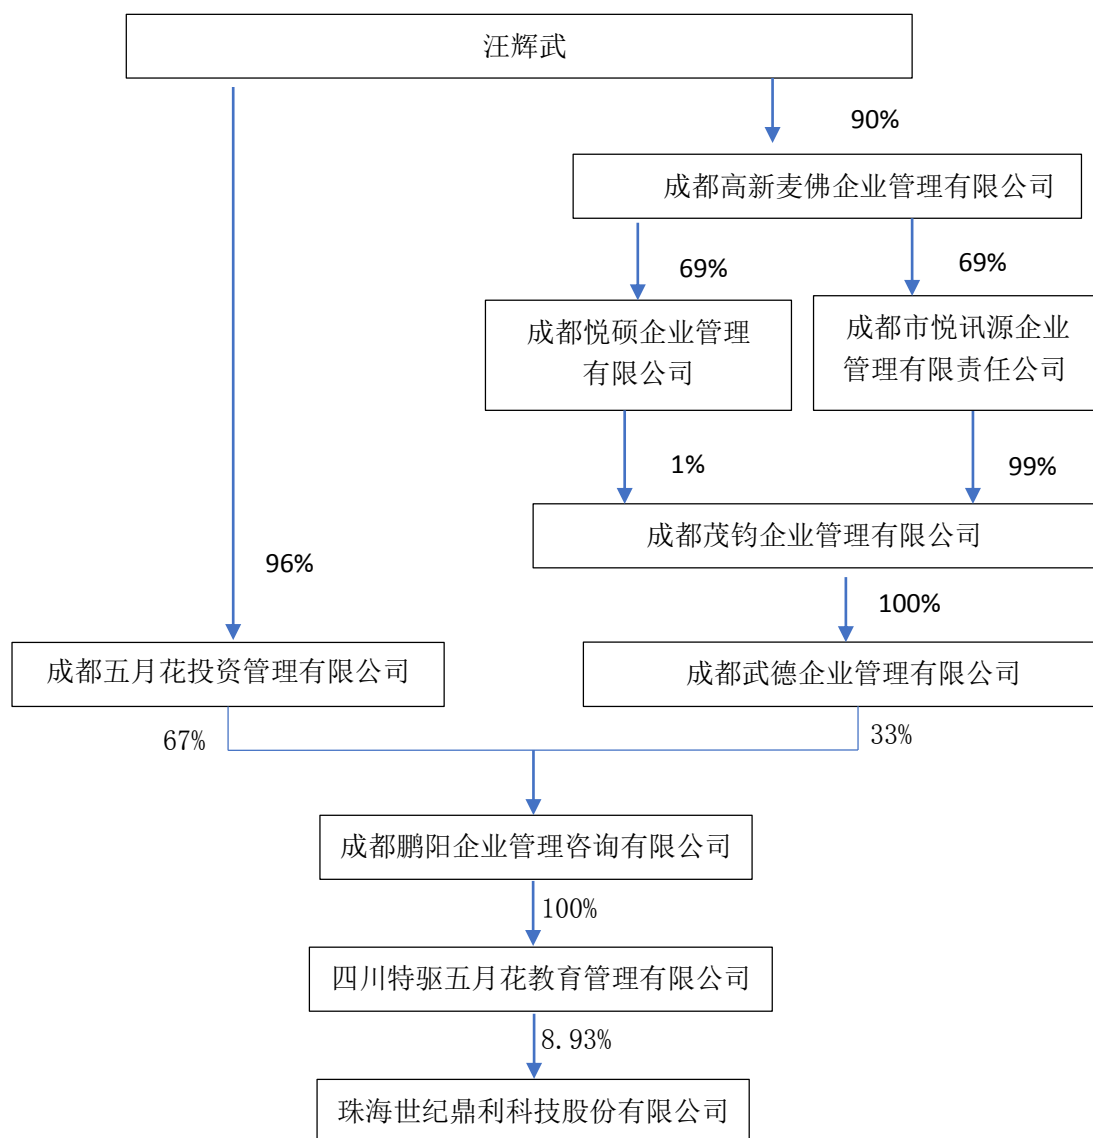 汪辉武
90%
成都高新麦佛企业管理有限公司
69%
69%
成都悦硕企业管理
有限公司
成都市悦讯源企业
管理有限责任公司
1%
99%
成都茂钧企业管理有限公司
96%
100%
成都五月花投资管理有限公司
成都武德企业管理有限公司
67%
33%
成都鹏阳企业管理咨询有限公司
100%
四川特驱五月花教育管理有限公司
8.93%
珠海世纪鼎利科技股份有限公司